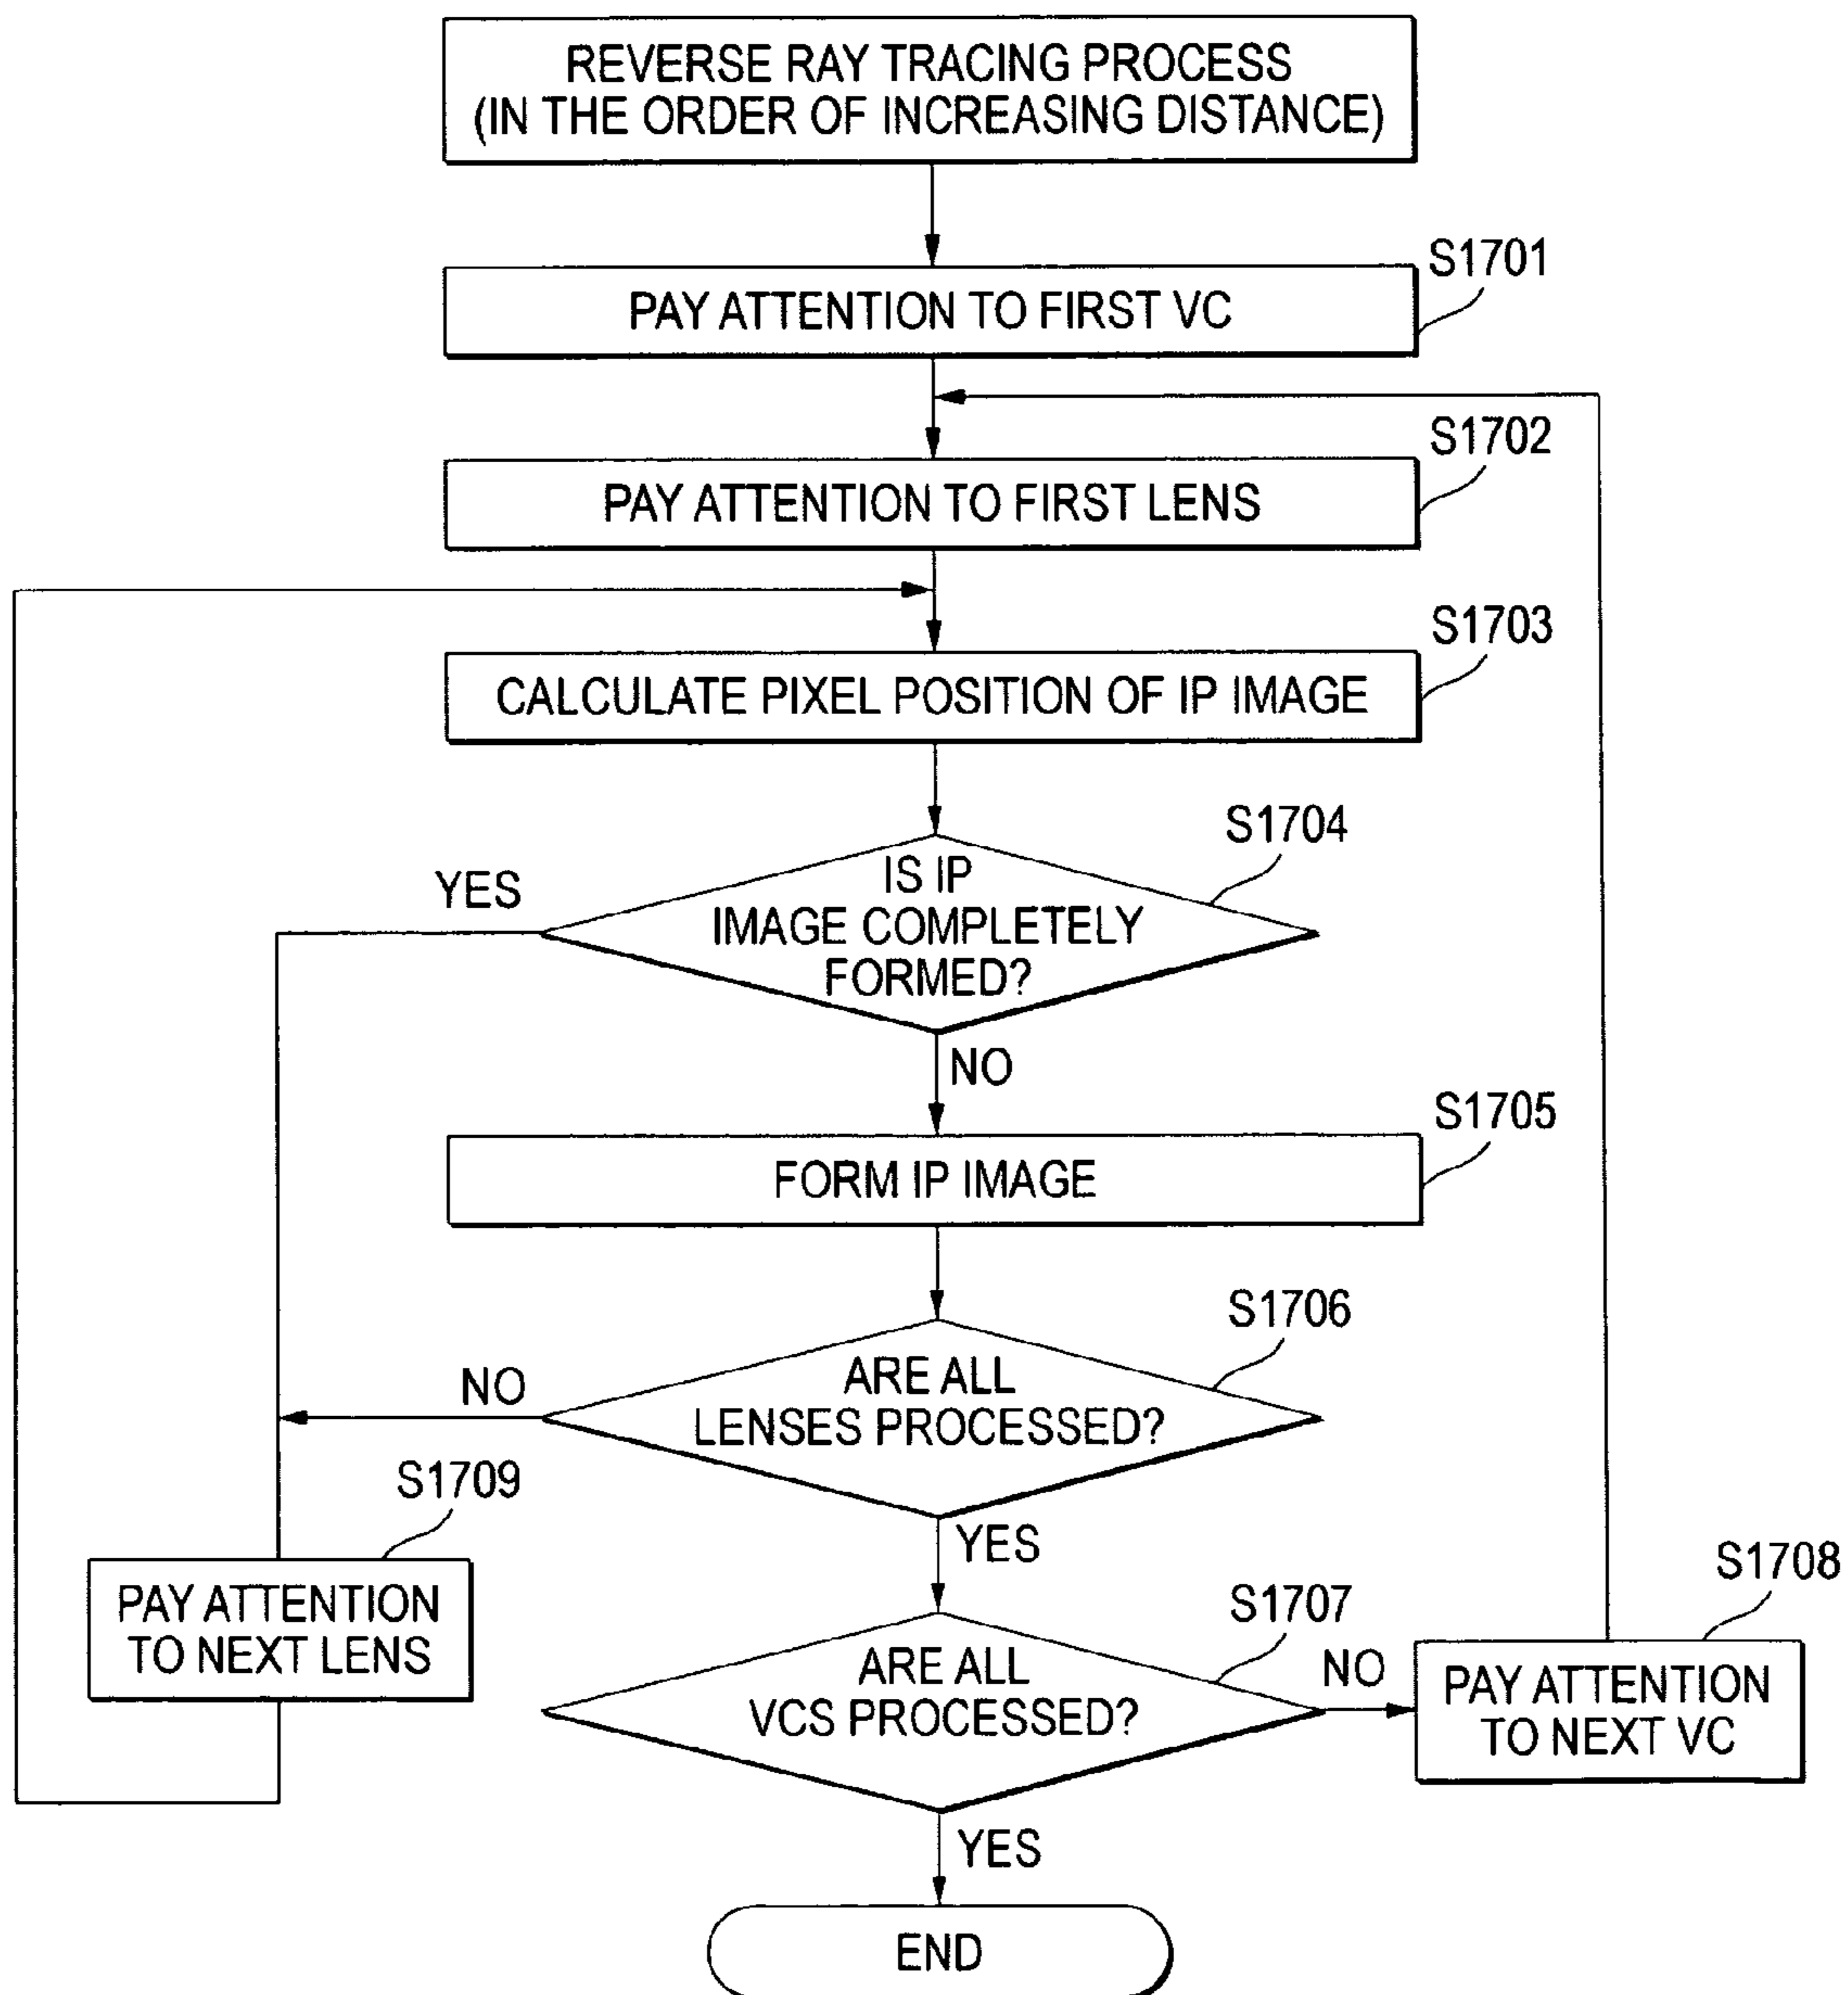 REVERSE RAY TRACING PROCESS
(IN THE ORDER OF INCREASING DISTANCE)
S1701
PAY ATTENTION TO FIRST VC
S1702
PAY ATTENTION TO FIRST LENS
S1703
CALCULATE PIXEL POSITION OF IP IMAGE
S1704
YES
IS IP
IMAGE COMPLETELY
FORMED?
NO
S1705
FORM IP IMAGE
S1706
NO
ARE ALL
LENSES PROCESSED?
S1709
YES
PAY ATTENTION
TO NEXT LENS
S1707
S1708
ARE ALL
VCS PROCESSED?
NO
PAY ATTENTION
TO NEXT VC
YES
END